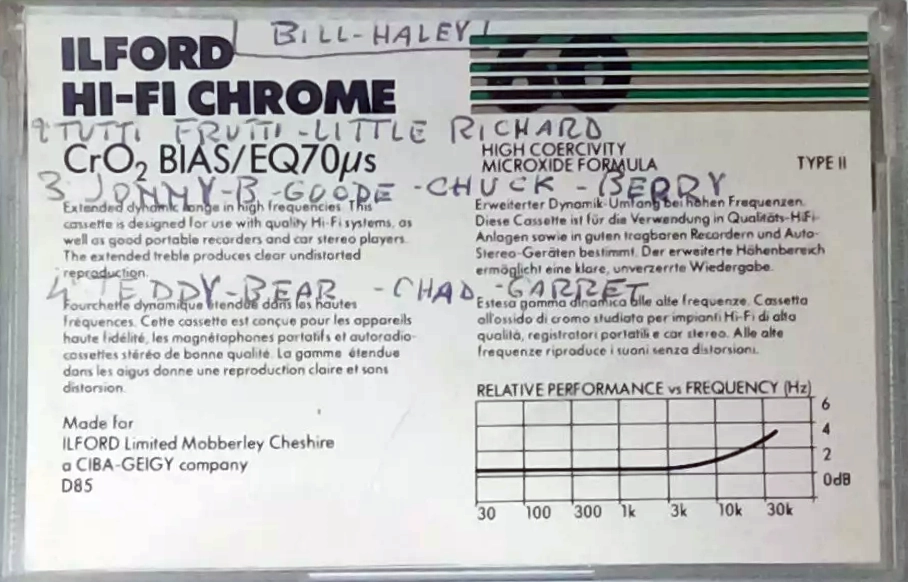 BILL-HALEY
ILFORD
HI-FI CHROME
60
2 TUTTI FRUTTI - LITTLE RICHARD
CrO₂ BIAS/EQ70µs
HIGH COERCIVITY
MICROXIDE FORMULA
TYPE II
3 JONNY-B-GOODE - CHUCK - BERRY
Extended dynamic range in high frequencies. This
cassette is designed for use with quality Hi-Fi systems, as
well as good portable recorders and car stereo players.
The extended treble produces clear undistorted
reproduction.
Erweiterter Dynamik-Umfang bei hohen Frequenzen.
Diese Cassette ist für die Verwendung in Qualitäts-HiFi-
Anlagen sowie in guten tragbaren Recordern und Auto-
Stereo-Geräten bestimmt. Der erweiterte Höhenbereich
ermöglicht eine klare, unverzerrte Wiedergabe.
4 TEDDY-BEAR - CHAD - GARRET
Fourchette dynamique étendue dans les hautes
fréquences. Cette cassette est conçue pour les appareils
haute fidélité, les magnétophones portatifs et autoradio-
cassettes stéréo de bonne qualité. La gamme étendue
dans les aigus donne une reproduction claire et sans
distorsion.
Estesa gamma dinamica alle alte frequenze. Cassetta
all'ossido di cromo studiata per impianti Hi-Fi di alta
qualità, registratori portatili e car stereo. Alle alte
frequenze riproduce i suoni senza distorsioni.
Made for
ILFORD Limited Mobberley Cheshire
a CIBA-GEIGY company
D85
RELATIVE PERFORMANCE vs FREQUENCY (Hz)
6
4
2
0dB
30 100 300 1k 3k 10k 30k